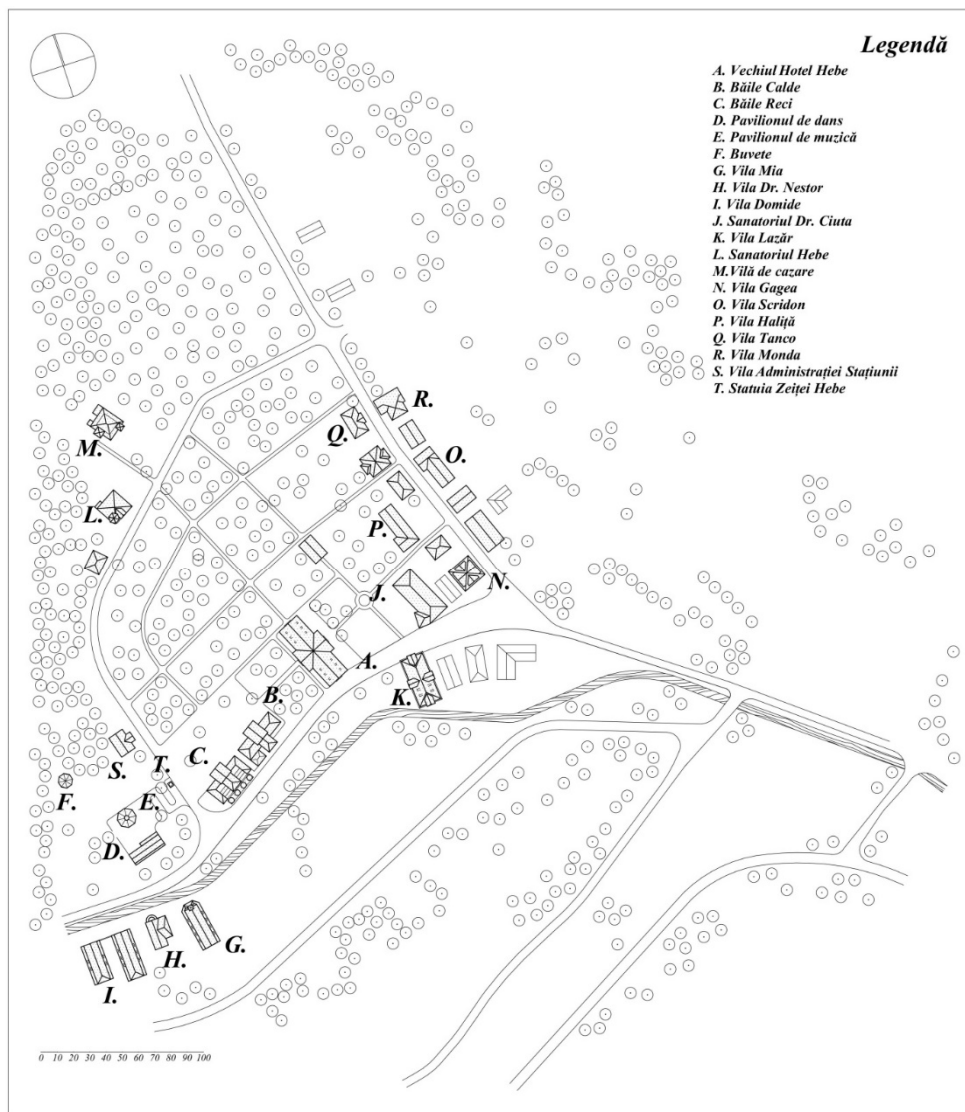 Legendă
A. Vechiul Hotel Hebe
B. Băile Calde
C. Băile Reci
D. Pavilionul de dans
E. Pavilionul de muzică
F. Buvete
G. Vila Mia
H. Vila Dr. Nestor
I. Vila Domide
J. Sanatoriul Dr. Ciuta
K. Vila Lazăr
L. Sanatoriul Hebe
M.Vilă de cazare
N. Vila Gagea
O. Vila Scridon
P. Vila Haliță
Q. Vila Tanco
R. Vila Monda
S. Vila Administrației Stațiunii
T. Statuia Zeiței Hebe
R.
Q.
M.
O.
L.
P.
N.
J.
A.
B.
K.
C.
S.
T.
F.
E.
D.
G.
H.
I.
0 10 20 30 40 50 60 70 80 90 100